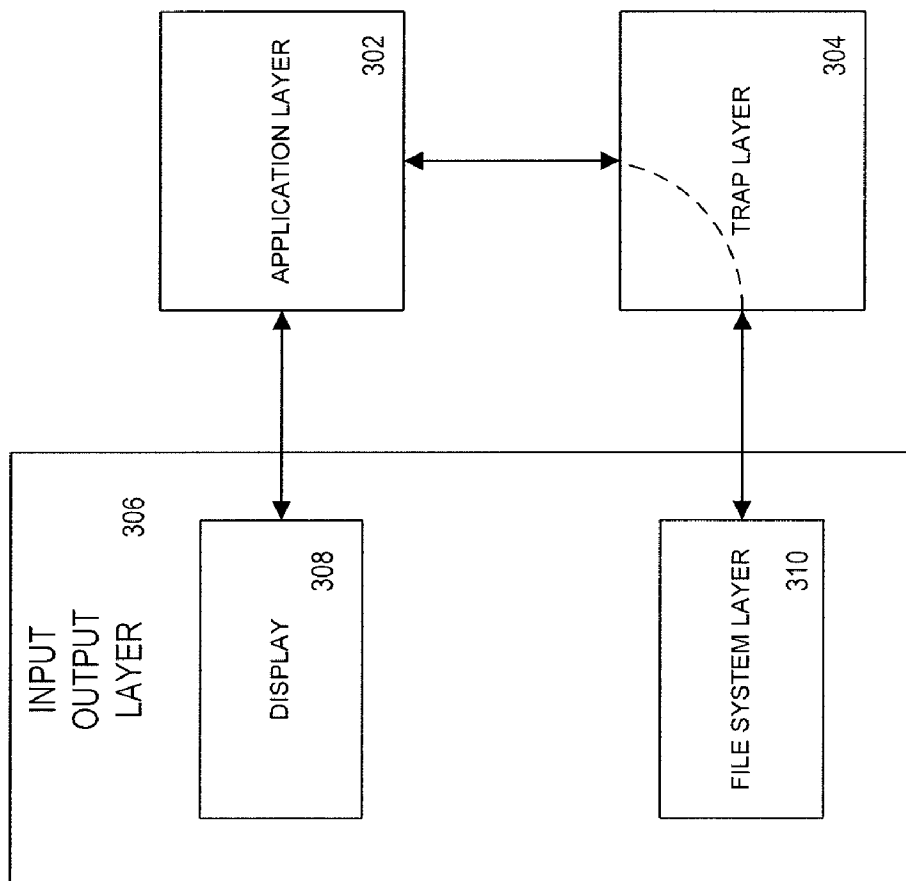 APPLICATION LAYER
302
TRAP LAYER
304
INPUT
OUTPUT
LAYER
306
DISPLAY
308
FILE SYSTEM LAYER
310